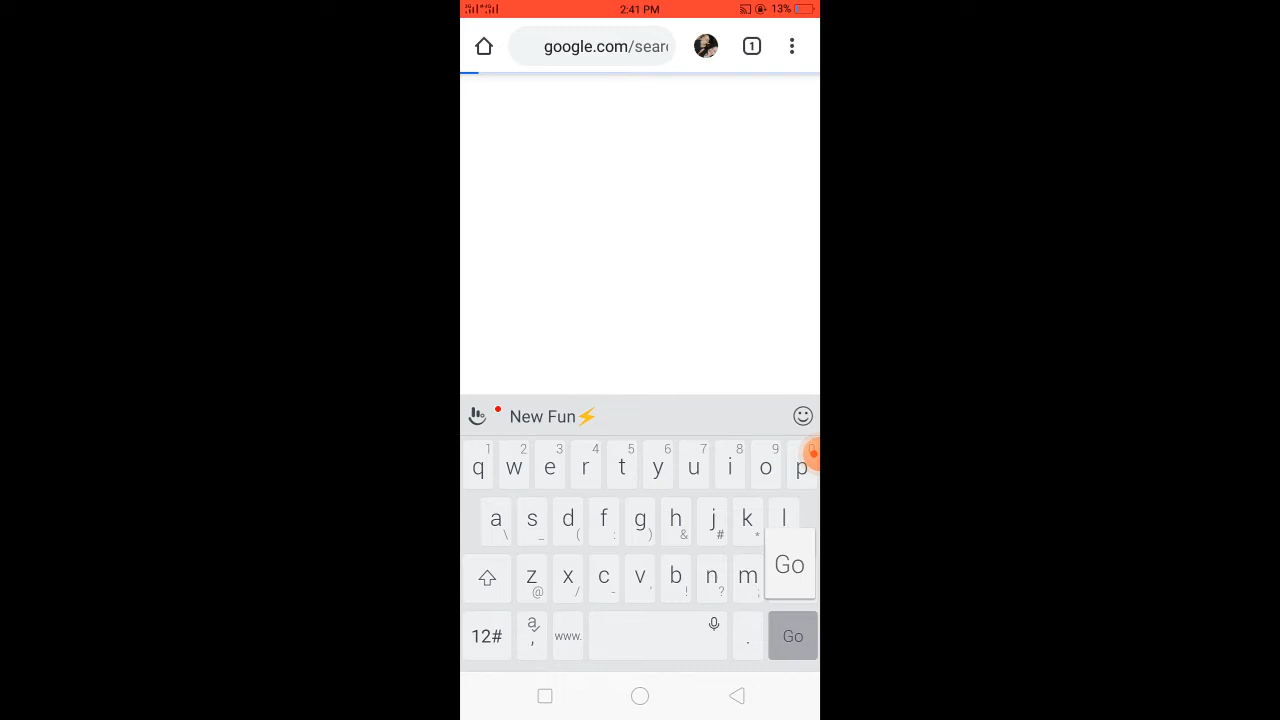 2:41 PM 13%
google.com/sear
1
New Fun⚡
1 2 3 4 5 6 7 8 9
q w e r t y u i o p
a s d f g h j k l
\ _ ( : ) & # *
Go
z x c v b n m
@ / - ' ! ? ;
12# a , www. . Go